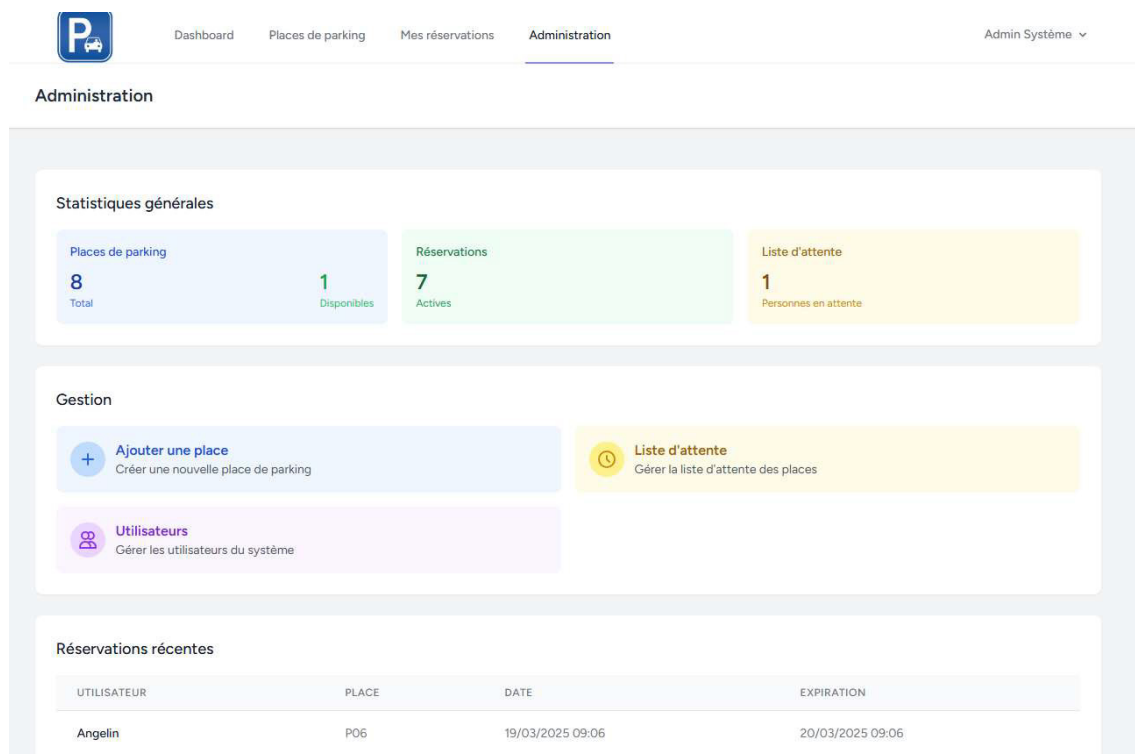 P
Dashboard Places de parking Mes réservations Administration Admin Système
Administration
Statistiques générales
Places de parking
8 1
Total Disponibles
Réservations
7
Actives
Liste d'attente
1
Personnes en attente
Gestion
Ajouter une place
Créer une nouvelle place de parking
Liste d'attente
Gérer la liste d'attente des places
Utilisateurs
Gérer les utilisateurs du système
Réservations récentes
UTILISATEUR PLACE DATE EXPIRATION
Angelin P06 19/03/2025 09:06 20/03/2025 09:06